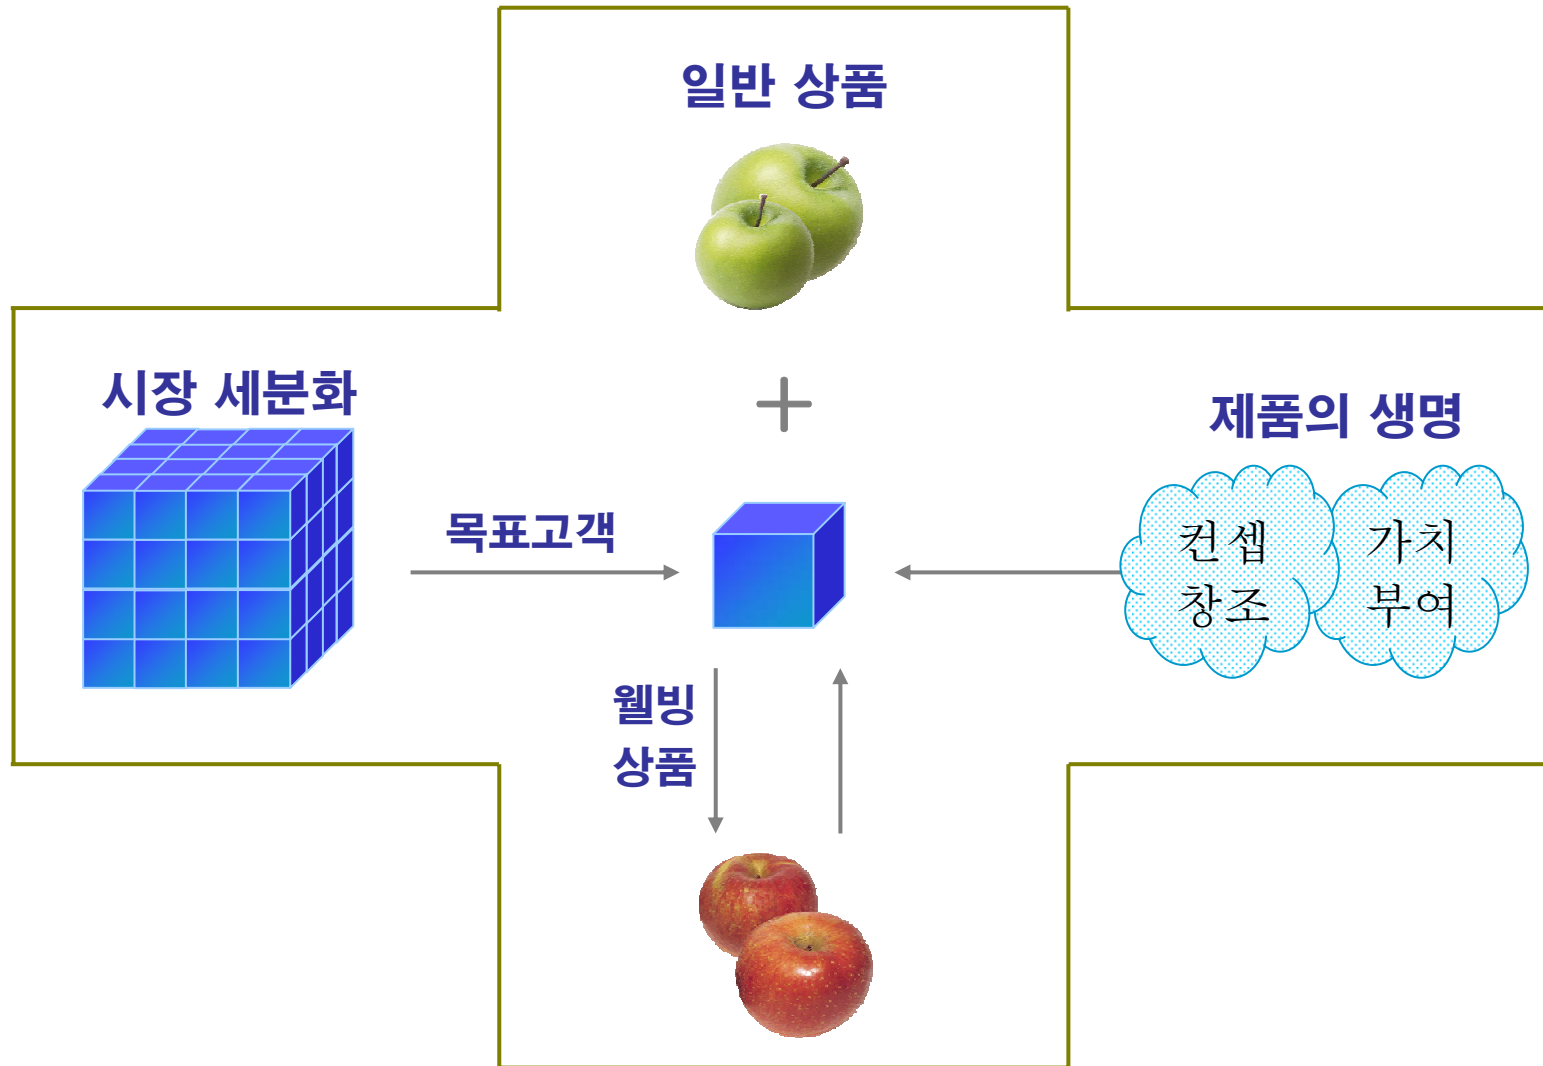 일반 상품
시장 세분화
제품의 생명
목표고객
컨셉
창조
가치
부여
웰빙
상품